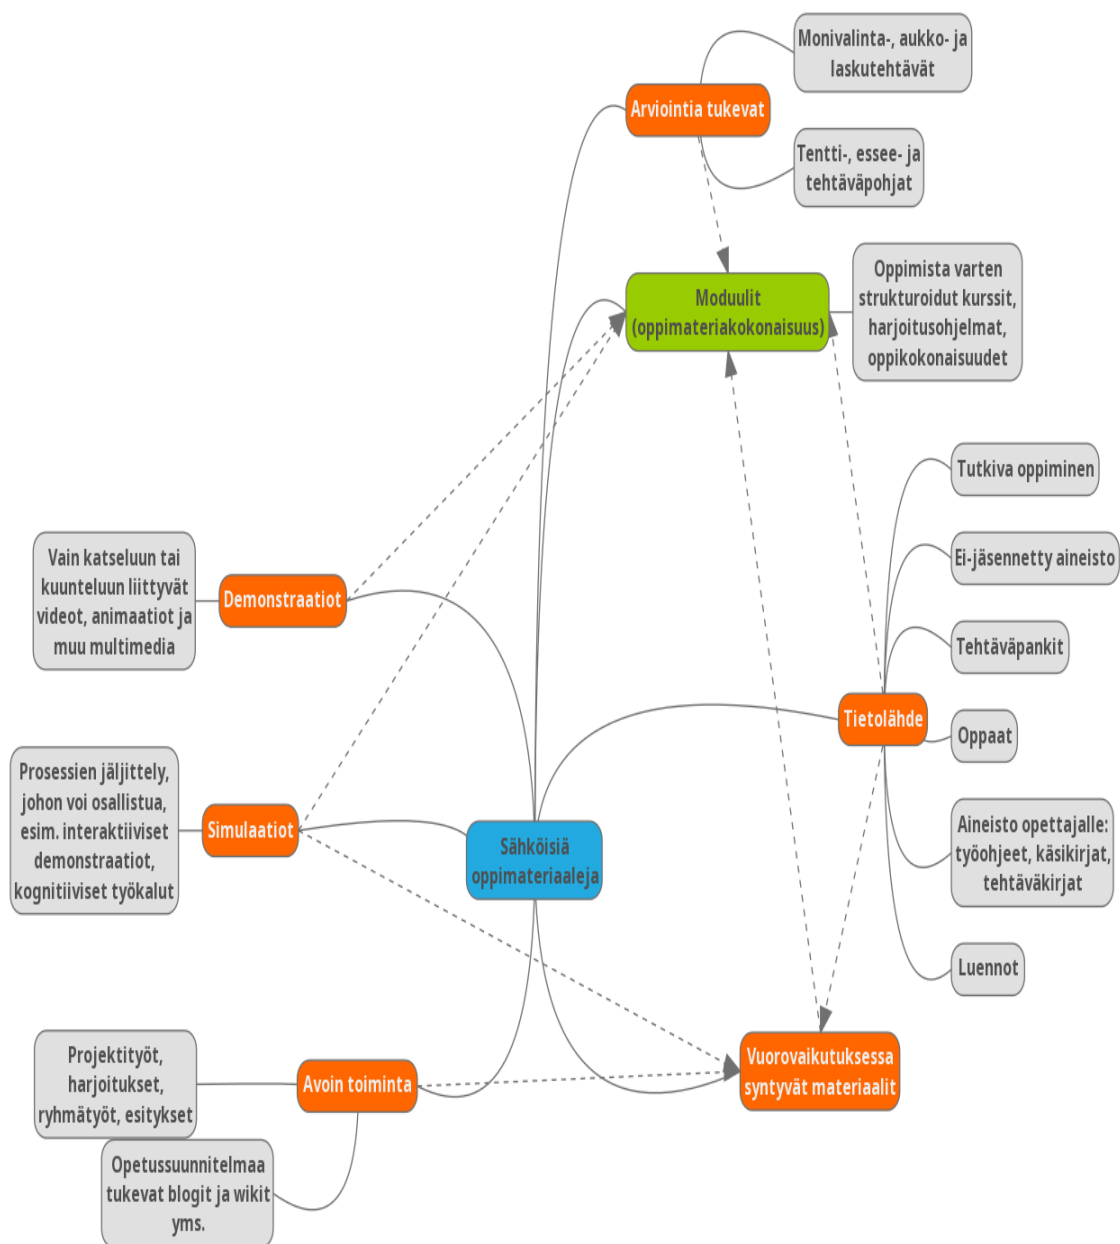 Monivalinta-, aukko- ja
laskutehtävät
Arviointia tukevat
Tentti-, essee- ja
tehtäväpohjat
Moduulit
(oppimateriakokonaisuus)
Oppimista varten
strukturoidut kurssit,
harjoitusohjelmat,
oppikokonaisuudet
Tutkiva oppiminen
Ei-jäsennetty aineisto
Tehtäväpankit
Tietolähde
Oppaat
Aineisto opettajalle:
työohjeet, käsikirjat,
tehtäväkirjat
Luennot
Vain katseluun tai
kuunteluun liittyvät
videot, animaatiot ja
muu multimedia
Demonstraatiot
Prosessien jäljittely,
johon voi osallistua,
esim. interaktiiviset
demonstraatiot,
kognitiiviset työkalut
Simulaatiot
Sähköisiä
oppimateriaaleja
Vuorovaikutuksessa
syntyvät materiaalit
Projektityöt,
harjoitukset,
ryhmätyöt, esitykset
Avoin toiminta
Opetussuunnitelmaa
tukevat blogit ja wikit
yms.